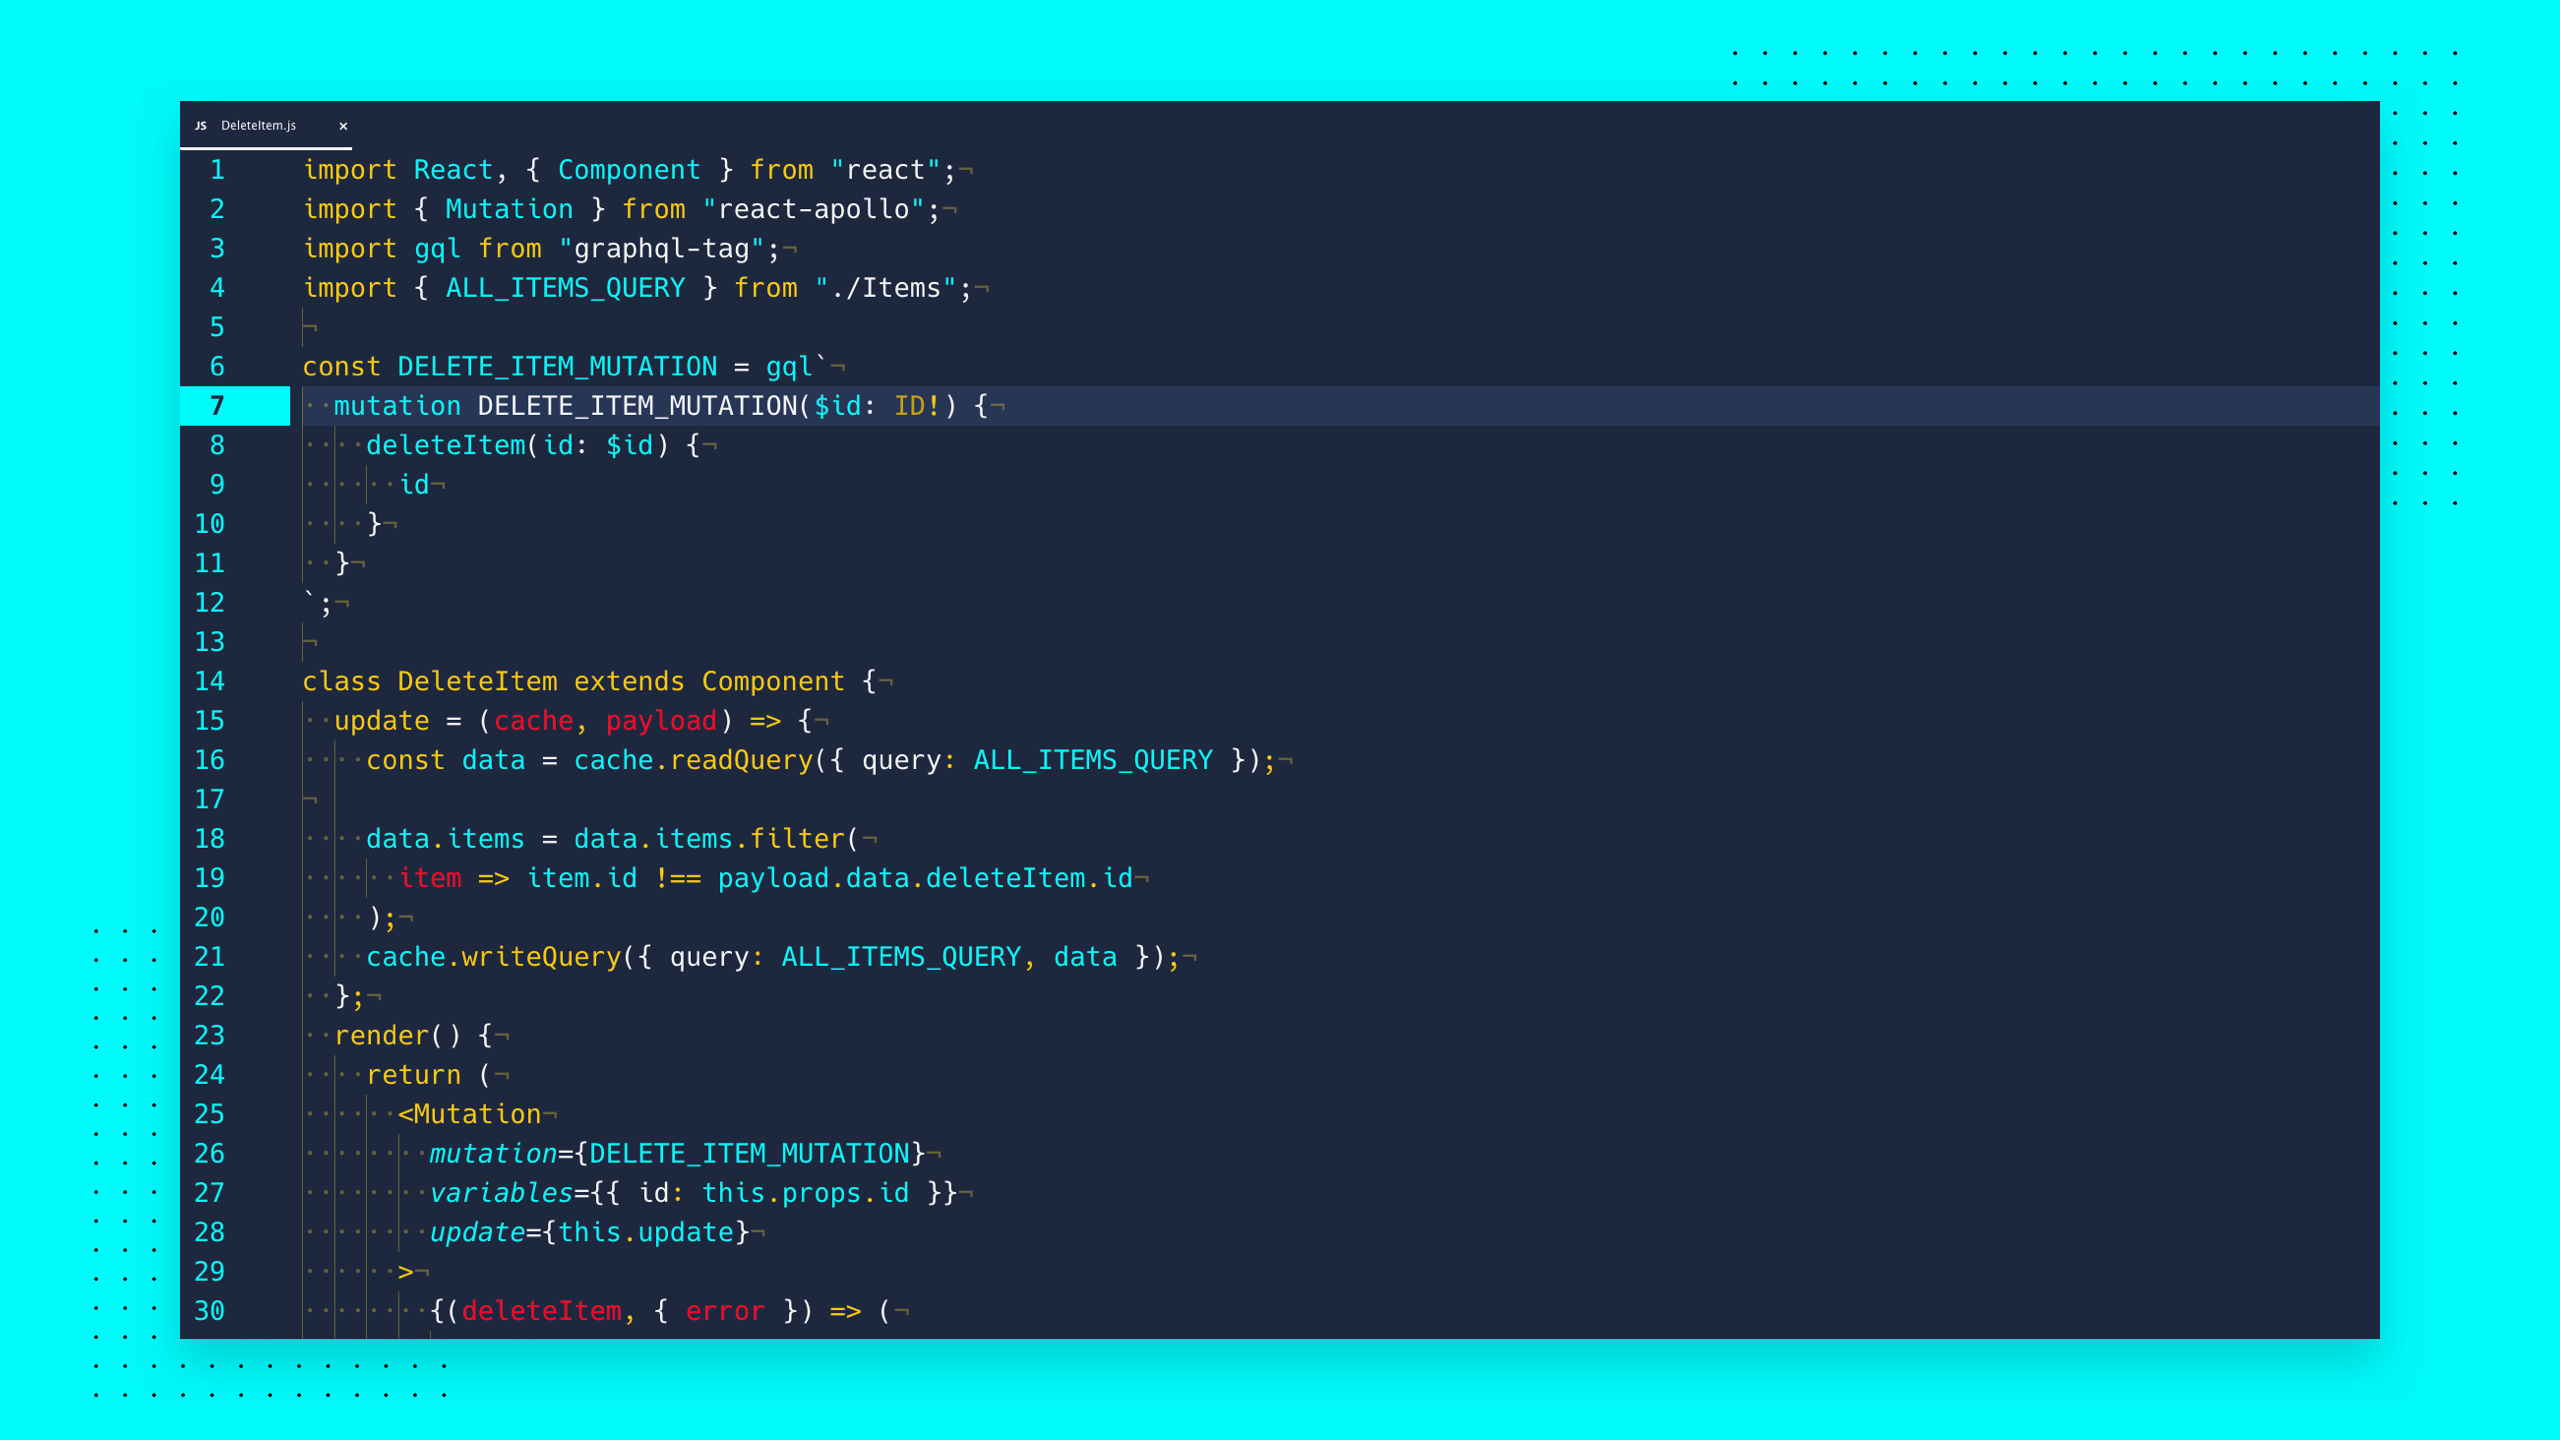 JS DeleteItem.js ×
1 import React, { Component } from "react";¬
2 import { Mutation } from "react-apollo";¬
3 import gql from "graphql-tag";¬
4 import { ALL_ITEMS_QUERY } from "./Items";¬
5 ¬
6 const DELETE_ITEM_MUTATION = gql`¬
7 ··mutation DELETE_ITEM_MUTATION($id: ID!) {¬
8 ····deleteItem(id: $id) {¬
9 ······id¬
10 ····}¬
11 ··}¬
12 `;¬
13 ¬
14 class DeleteItem extends Component {¬
15 ··update = (cache, payload) => {¬
16 ····const data = cache.readQuery({ query: ALL_ITEMS_QUERY });¬
17 ¬
18 ····data.items = data.items.filter(¬
19 ······item => item.id !== payload.data.deleteItem.id¬
20 ····);¬
21 ····cache.writeQuery({ query: ALL_ITEMS_QUERY, data });¬
22 ··};¬
23 ··render() {¬
24 ····return (¬
25 ······<Mutation¬
26 ········mutation={DELETE_ITEM_MUTATION}¬
27 ········variables={{ id: this.props.id }}¬
28 ········update={this.update}¬
29 ······>¬
30 ········{(deleteItem, { error }) => (¬